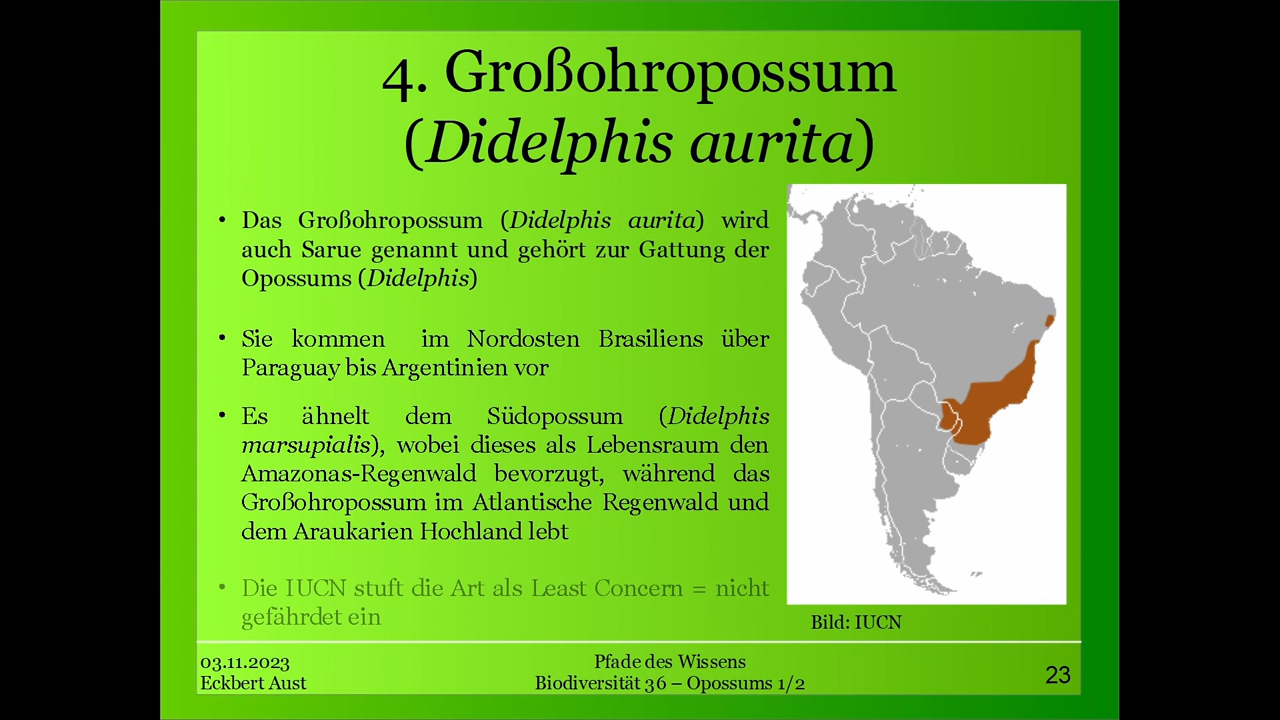 4. Großohropossum
(Didelphis aurita)
• Das Großohropossum (Didelphis aurita) wird
auch Sarue genannt und gehört zur Gattung der
Opossums (Didelphis)
• Sie kommen im Nordosten Brasiliens über
Paraguay bis Argentinien vor
• Es ähnelt dem Südopossum (Didelphis
marsupialis), wobei dieses als Lebensraum den
Amazonas-Regenwald bevorzugt, während das
Großohropossum im Atlantische Regenwald und
dem Araukarien Hochland lebt
• Die IUCN stuft die Art als Least Concern = nicht
gefährdet ein
Bild: IUCN
03.11.2023
Eckbert Aust
Pfade des Wissens
Biodiversität 36 – Opossums 1/2
23